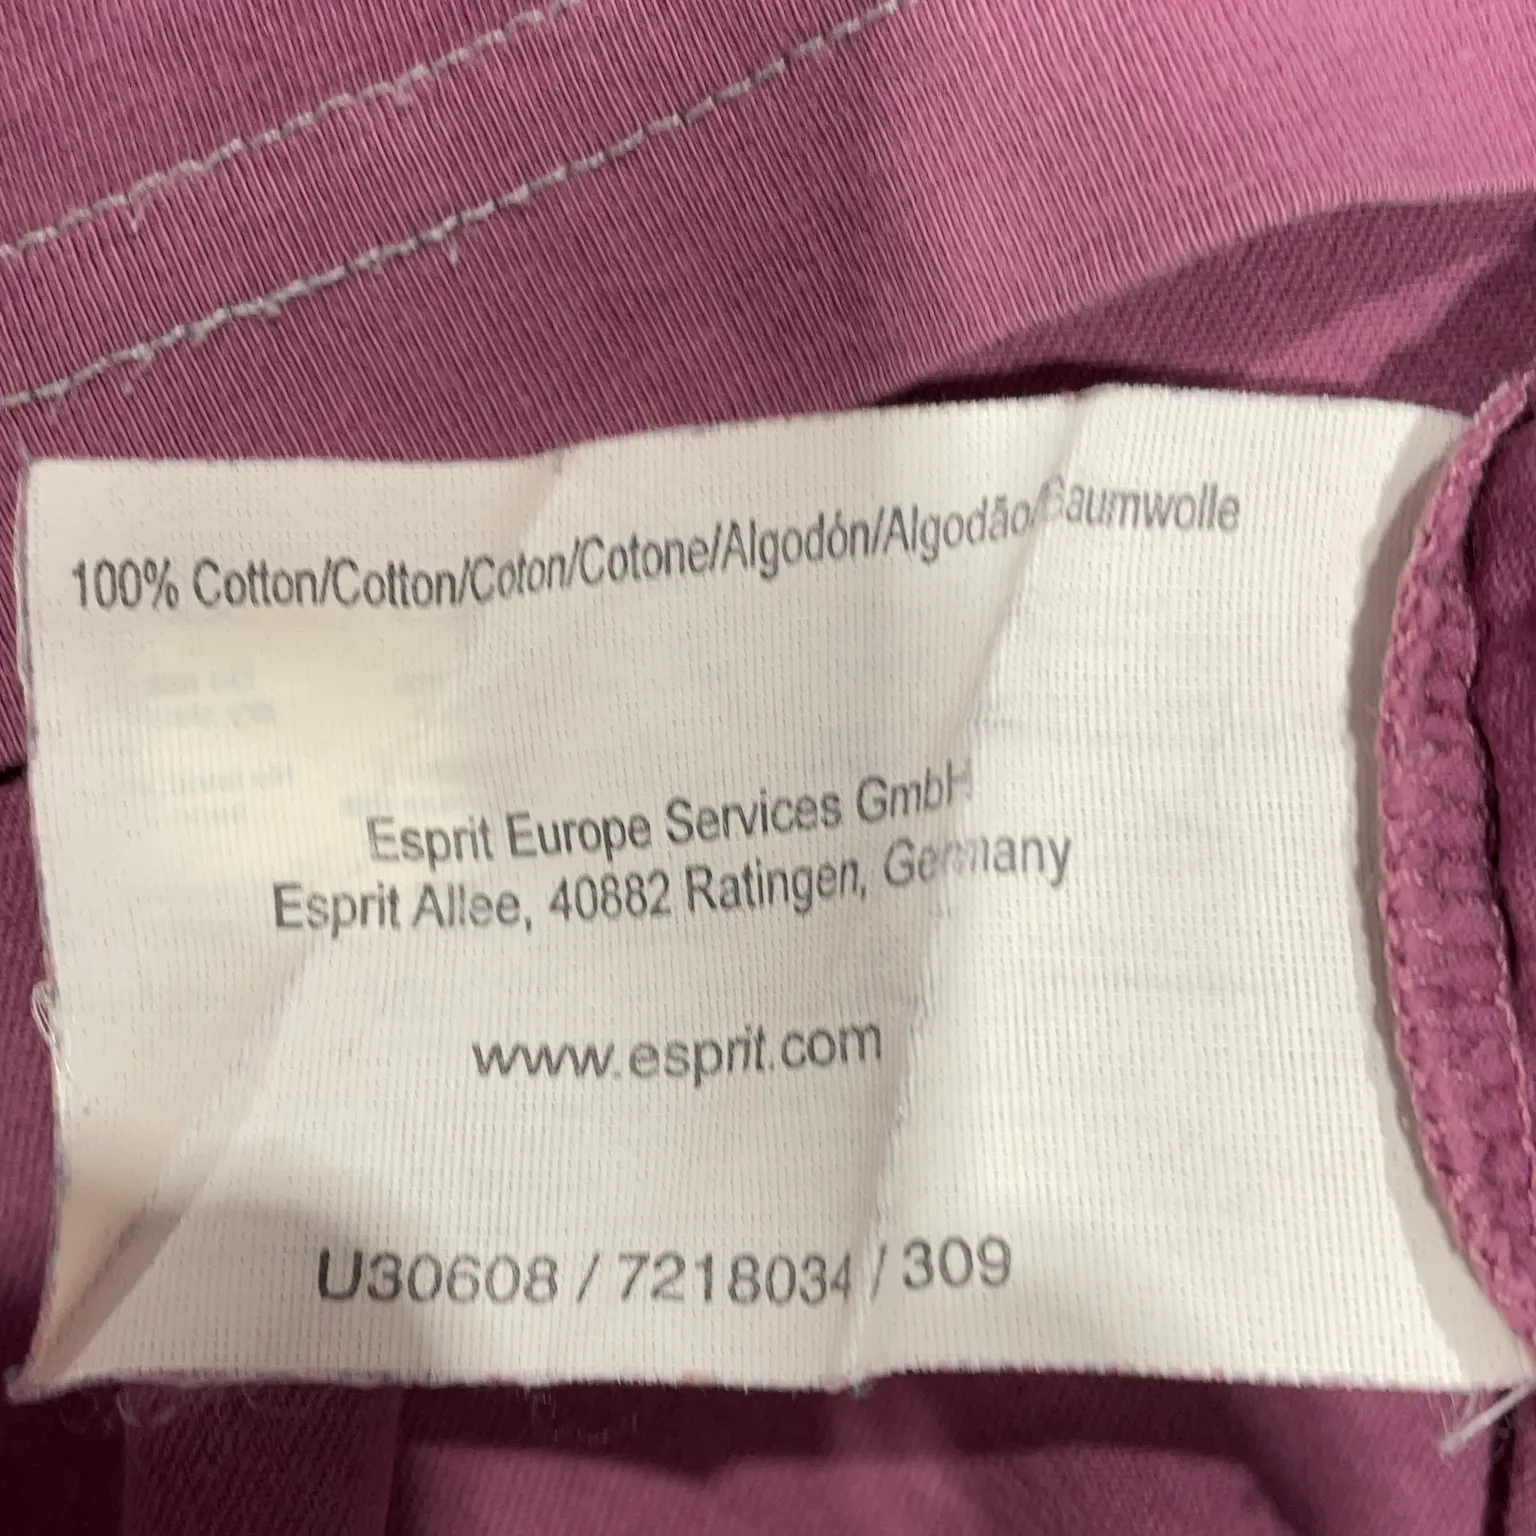 100% Cotton/Cotton/Coton/Cotone/Algodón/Algodão/Baumwolle
Esprit Europe Services GmbH
Esprit Allee, 40882 Ratingen, Germany
www.esprit.com
U30608 / 7218034 / 309